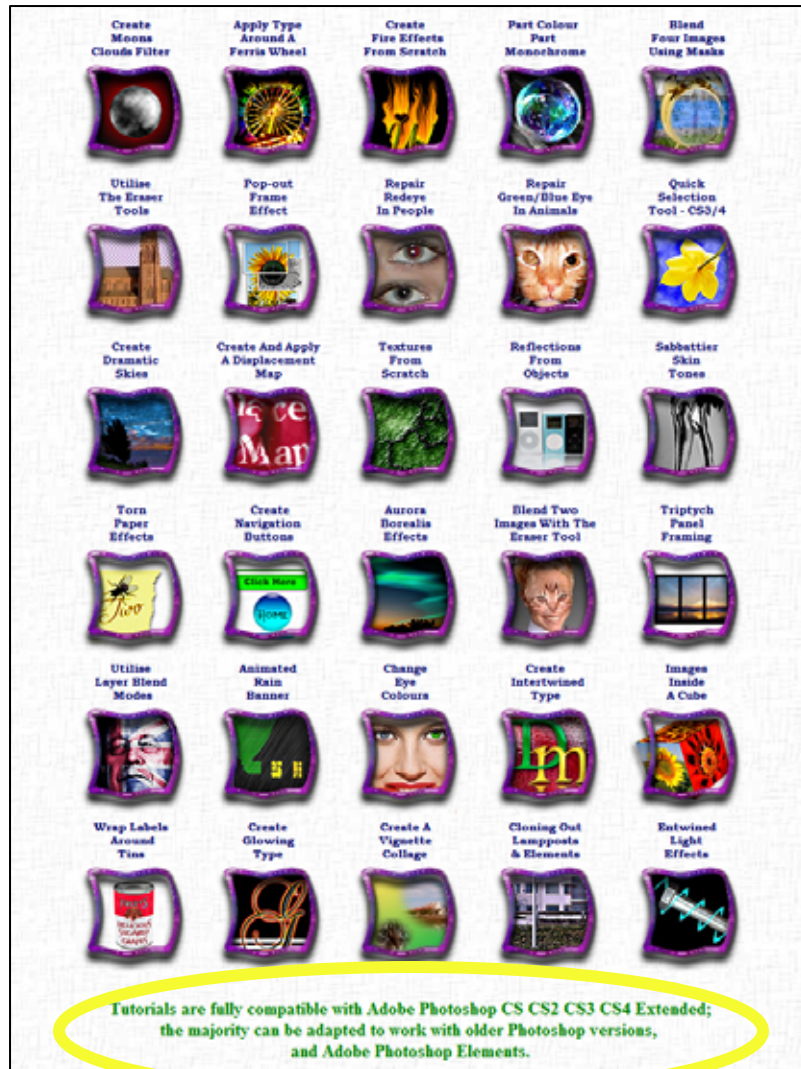 Create
Moons
Clouds Filter
Apply Type
Around A
Ferris Wheel
Create
Fire Effects
From Scratch
Part Colour
Part
Monochrome
Blend
Four Images
Using Masks
Utilise
The Eraser
Tools
Pop-out
Frame
Effect
Repair
Redeye
In People
Repair
Green/Blue Eye
In Animals
Quick
Selection
Tool - CS3/4
Create
Dramatic
Skies
Create And Apply
A Displacement
Map
Textures
From
Scratch
Reflections
From
Objects
Sabbattier
Skin
Tones
Map
Torn
Paper
Effects
Create
Navigation
Buttons
Aurora
Borealis
Effects
Blend Two
Images With The
Eraser Tool
Triptych
Panel
Framing
Two
Click Here
HOME
Utilise
Layer Blend
Modes
Animated
Rain
Banner
Change
Eye
Colours
Create
Intertwined
Type
Images
Inside
A Cube
Dm
Wrap Labels
Around
Tins
Create
Glowing
Type
Create A
Vignette
Collage
Cloning Out
Lampposts
& Elements
Entwined
Light
Effects
Tutorials are fully compatible with Adobe Photoshop CS CS2 CS3 CS4 Extended;
the majority can be adapted to work with older Photoshop versions,
and Adobe Photoshop Elements.